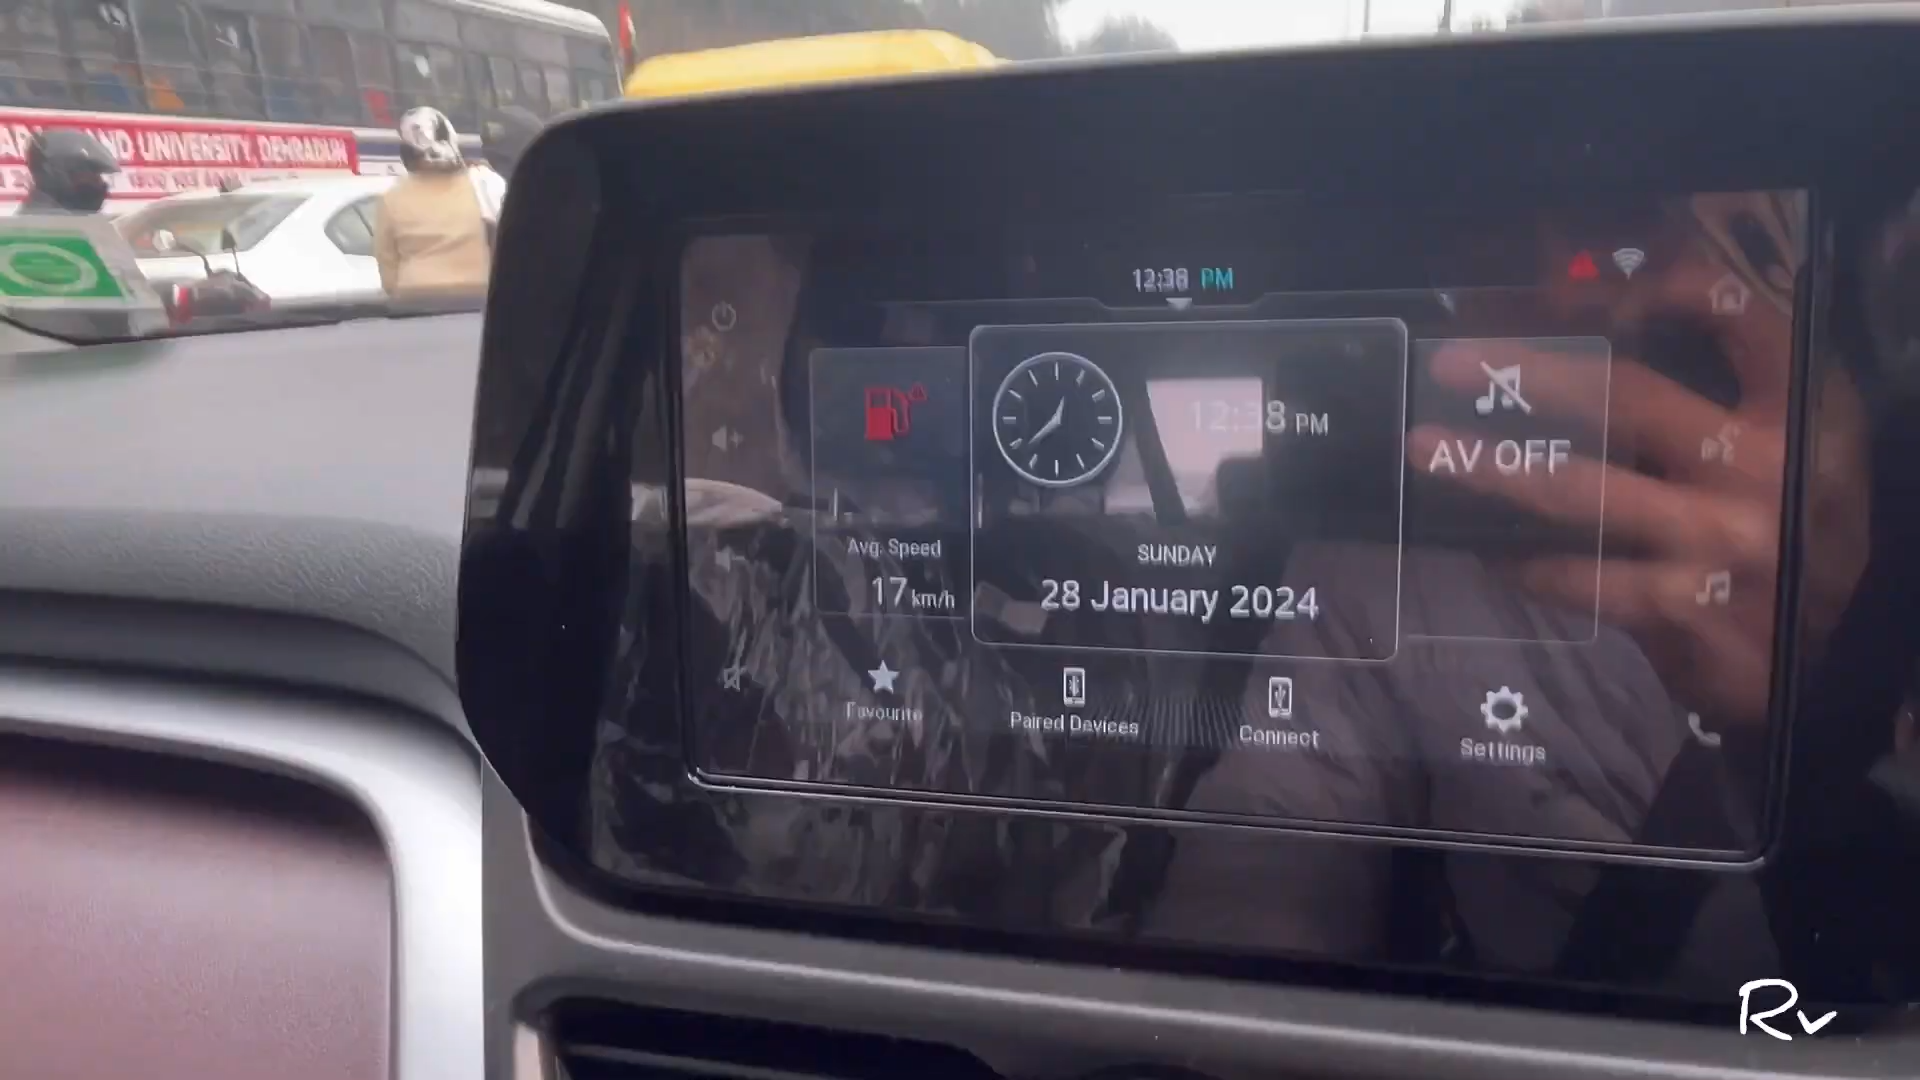 AND UNIVERSITY, DEHRADUN
12:38 PM
12:38 PM
AV OFF
Avg. Speed
17 km/h
SUNDAY
28 January 2024
Favourite
Paired Devices
Connect
Settings
Rv